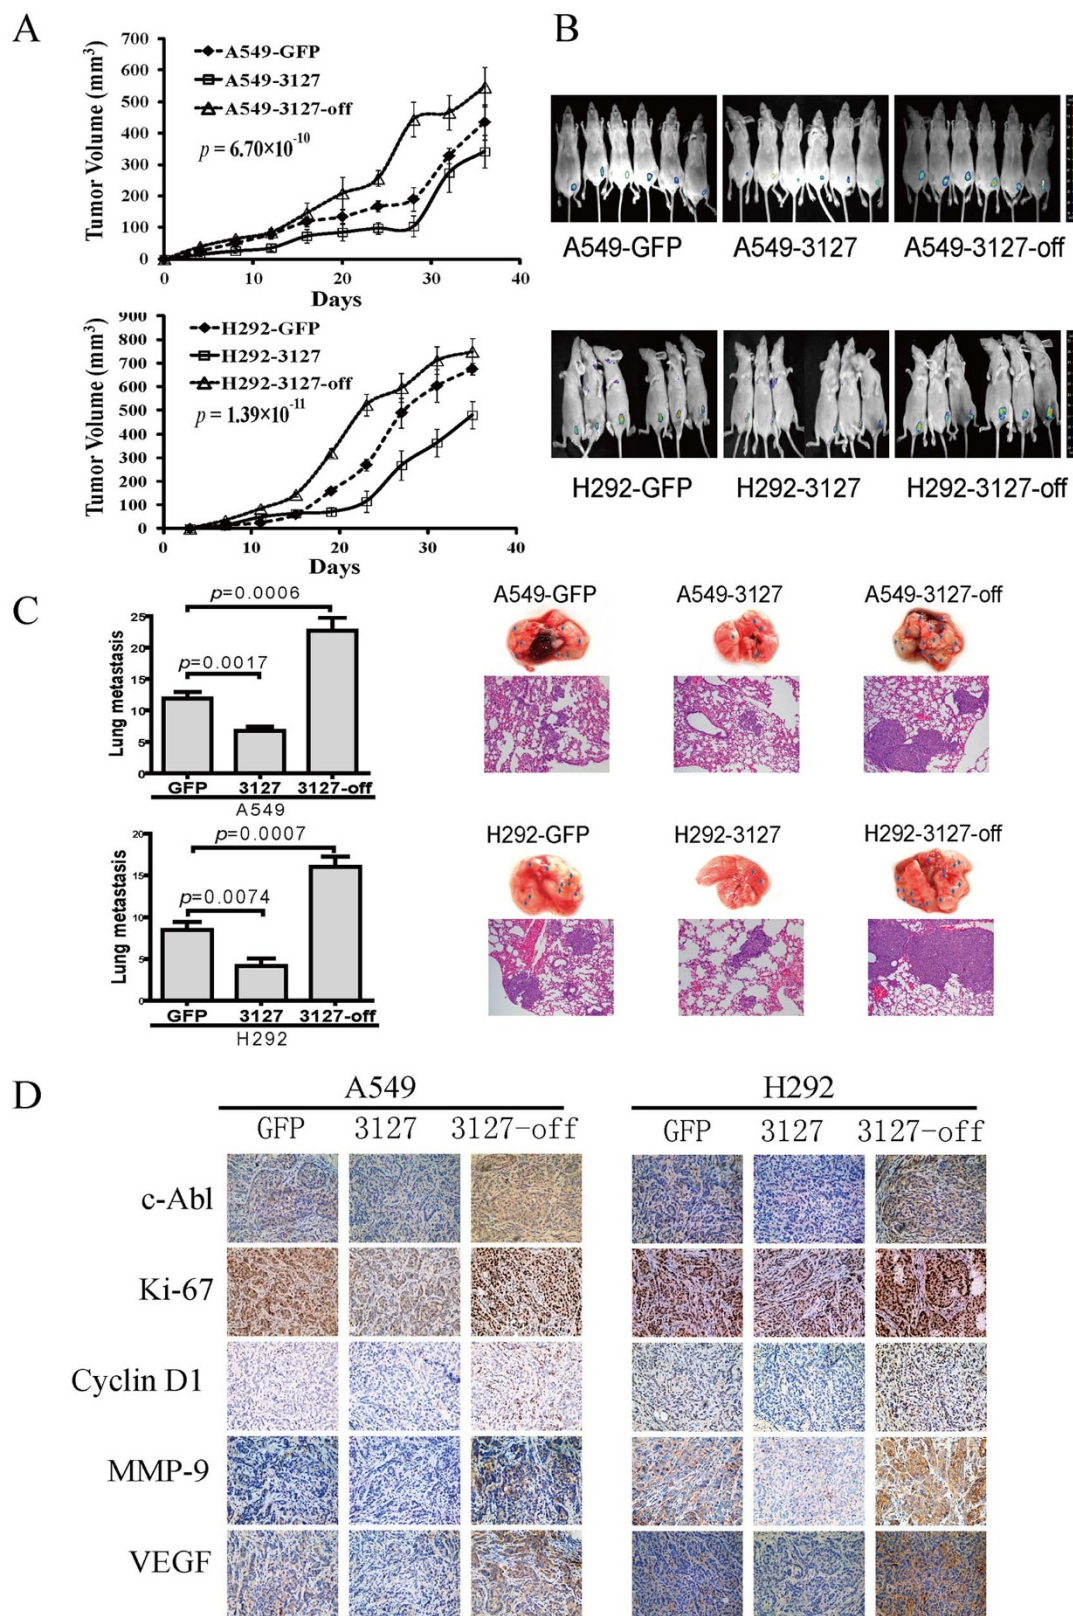 A
B
700
600
500
400
300
200
100
0
Tumor Volume (mm³)
A549-GFP
A549-3127
A549-3127-off
p = 6.70×10⁻¹⁰
0 10 20 30 40
Days
A549-GFP A549-3127 A549-3127-off
900
800
700
600
500
400
300
200
100
0
Tumor Volume (mm³)
H292-GFP
H292-3127
H292-3127-off
p = 1.39×10⁻¹¹
0 10 20 30 40
Days
H292-GFP H292-3127 H292-3127-off
C
p=0.0006
p=0.0017
25
20
15
10
5
0
Lung metastasis
GFP 3127 3127-off
A549
A549-GFP A549-3127 A549-3127-off
p=0.0007
p=0.0074
20
15
10
5
0
Lung metastasis
GFP 3127 3127-off
H292
H292-GFP H292-3127 H292-3127-off
D
A549 H292
GFP 3127 3127-off GFP 3127 3127-off
c-Abl
Ki-67
Cyclin D1
MMP-9
VEGF